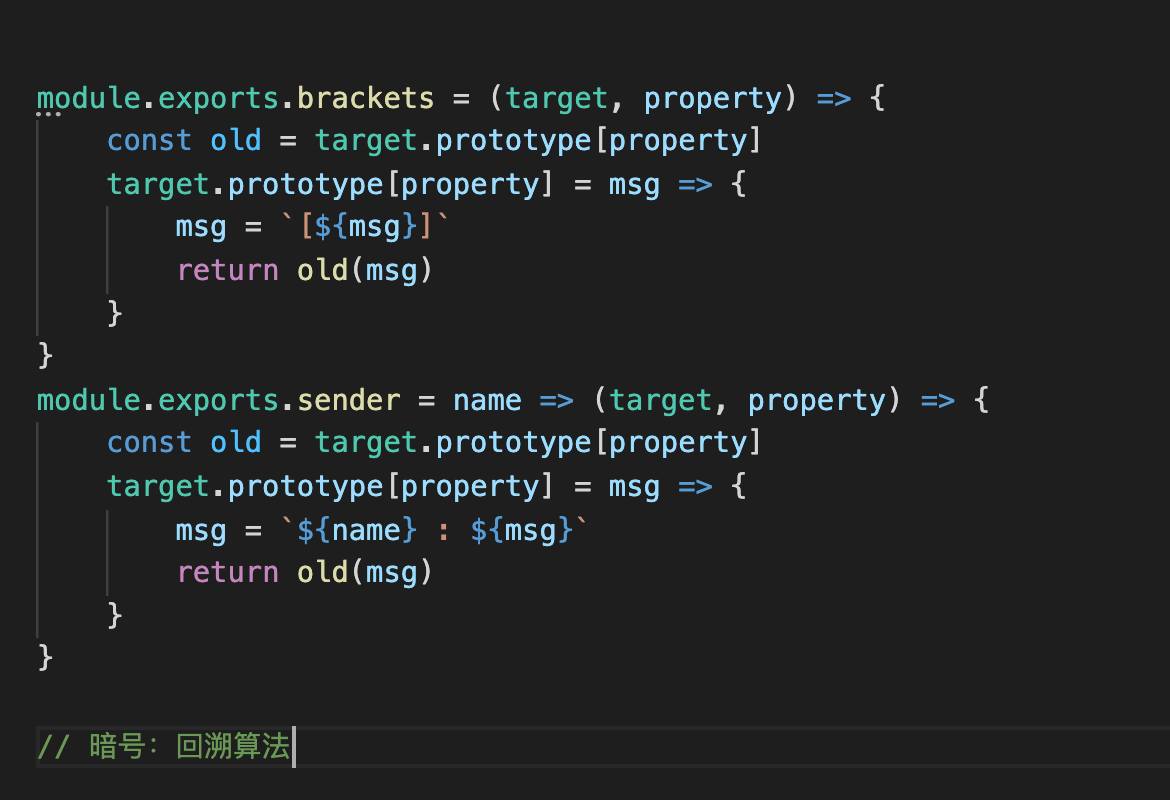 module.exports.brackets = (target, property) => {
    const old = target.prototype[property]
    target.prototype[property] = msg => {
        msg = `[${msg}]`
        return old(msg)
    }
}
module.exports.sender = name => (target, property) => {
    const old = target.prototype[property]
    target.prototype[property] = msg => {
        msg = `${name} : ${msg}`
        return old(msg)
    }
}
// 暗号：回溯算法